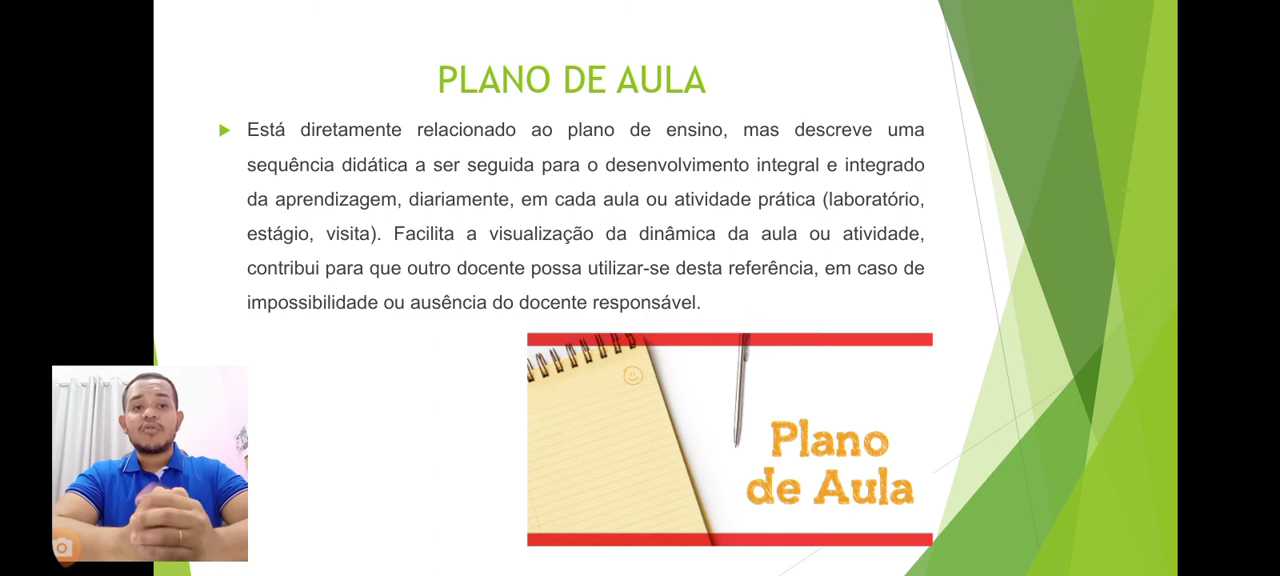 PLANO DE AULA
Está diretamente relacionado ao plano de ensino, mas descreve uma
sequência didática a ser seguida para o desenvolvimento integral e integrado
da aprendizagem, diariamente, em cada aula ou atividade prática (laboratório,
estágio, visita). Facilita a visualização da dinâmica da aula ou atividade,
contribui para que outro docente possa utilizar-se desta referência, em caso de
impossibilidade ou ausência do docente responsável.
Plano
de Aula